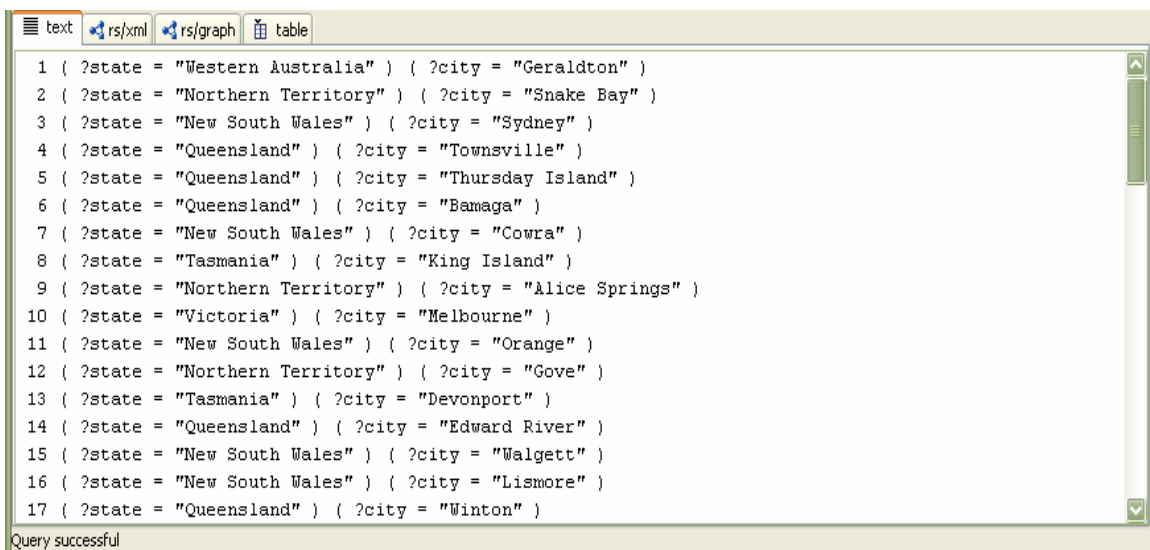 text rs/xml rs/graph table
1 ( ?state = "Western Australia" ) ( ?city = "Geraldton" )
2 ( ?state = "Northern Territory" ) ( ?city = "Snake Bay" )
3 ( ?state = "New South Wales" ) ( ?city = "Sydney" )
4 ( ?state = "Queensland" ) ( ?city = "Townsville" )
5 ( ?state = "Queensland" ) ( ?city = "Thursday Island" )
6 ( ?state = "Queensland" ) ( ?city = "Bamaga" )
7 ( ?state = "New South Wales" ) ( ?city = "Cowra" )
8 ( ?state = "Tasmania" ) ( ?city = "King Island" )
9 ( ?state = "Northern Territory" ) ( ?city = "Alice Springs" )
10 ( ?state = "Victoria" ) ( ?city = "Melbourne" )
11 ( ?state = "New South Wales" ) ( ?city = "Orange" )
12 ( ?state = "Northern Territory" ) ( ?city = "Gove" )
13 ( ?state = "Tasmania" ) ( ?city = "Devonport" )
14 ( ?state = "Queensland" ) ( ?city = "Edward River" )
15 ( ?state = "New South Wales" ) ( ?city = "Walgett" )
16 ( ?state = "New South Wales" ) ( ?city = "Lismore" )
17 ( ?state = "Queensland" ) ( ?city = "Winton" )
Query successful